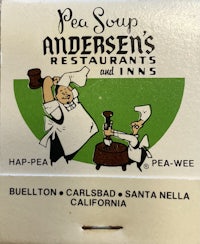 Pea Soup
ANDERSEN'S
RESTAURANTS
and INNS
HAP-PEA
® PEA-WEE
BUELLTON • CARLSBAD • SANTA NELLA
CALIFORNIA